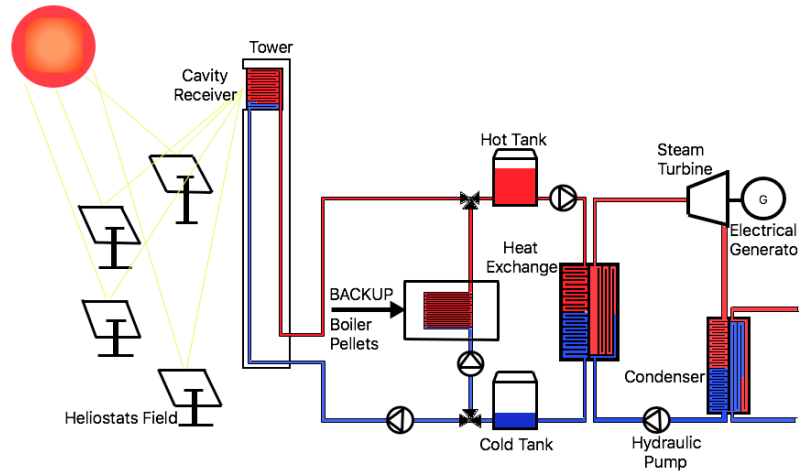 Tower
Cavity
Receiver
Hot Tank
Steam
Turbine
G
Electrical
Generato
Heat
Exchange
BACKUP
Boiler
Pellets
Condenser
Heliostats Field
Cold Tank
Hydraulic
Pump